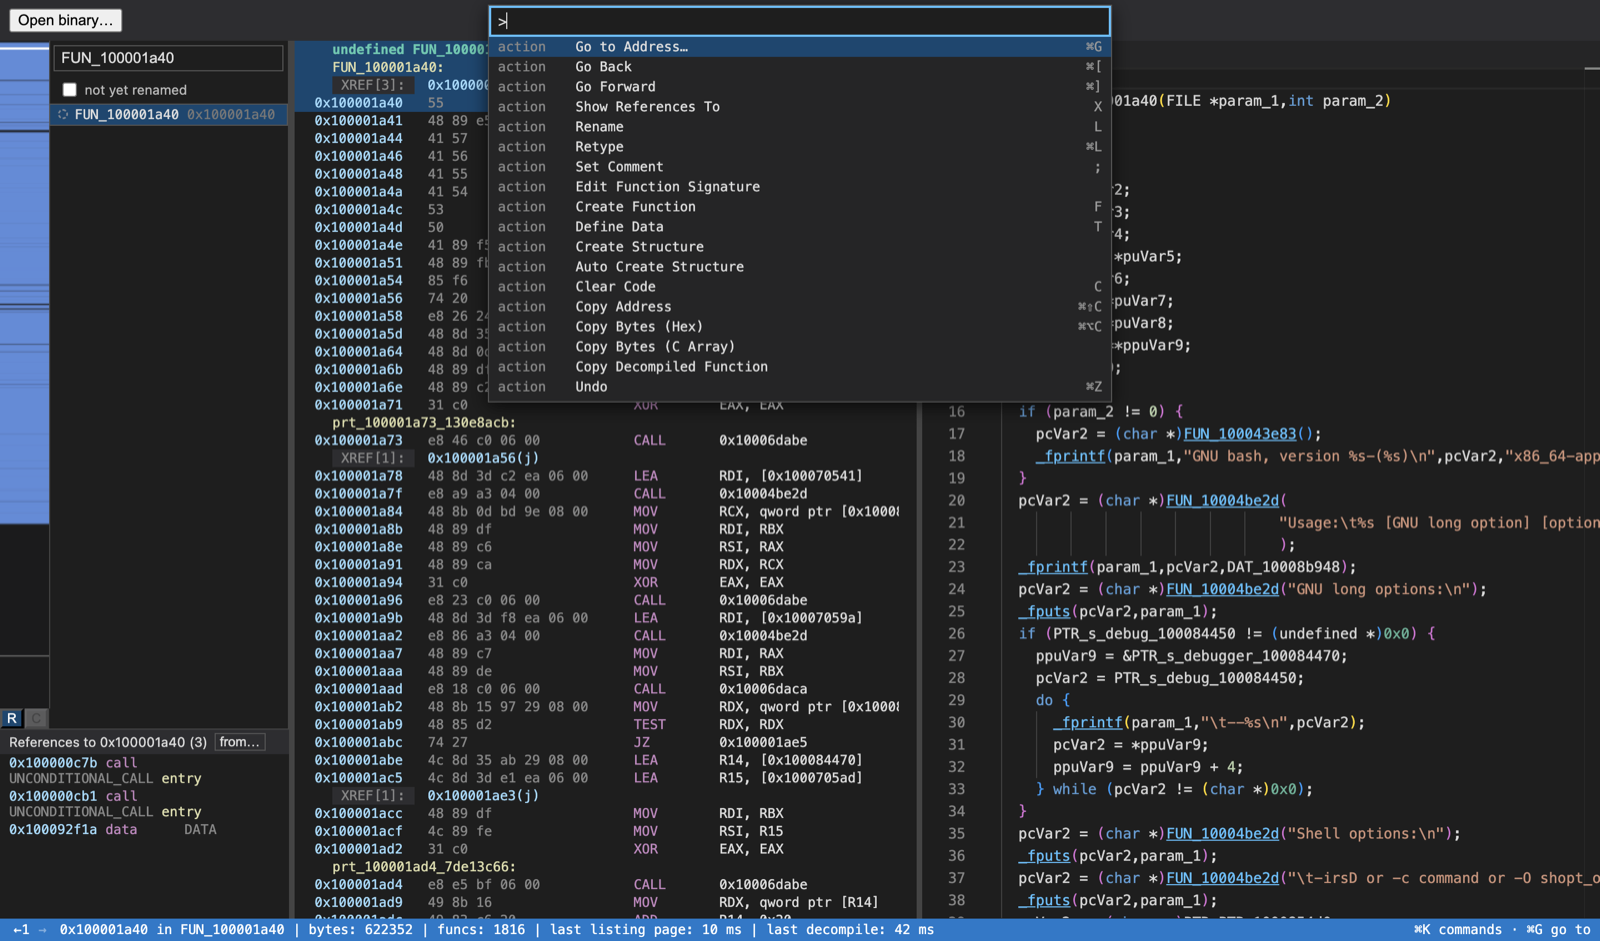 Open binary…
>
FUN_100001a40
not yet renamed
FUN_100001a40 0x100001a40
R C
References to 0x100001a40 (3) from…
0x100000c7b call
UNCONDITIONAL_CALL entry
0x100000cb1 call
UNCONDITIONAL_CALL entry
0x100092f1a data DATA
undefined FUN_10000
FUN_100001a40:
XREF[3]: 0x10000
0x100001a40 55
0x100001a41 48 89 e5
0x100001a44 41 57
0x100001a46 41 56
0x100001a48 41 55
0x100001a4a 41 54
0x100001a4c 53
0x100001a4d 50
0x100001a4e 41 89 f5
0x100001a51 48 89 fb
0x100001a54 85 f6
0x100001a56 74 20
0x100001a58 e8 26 24
0x100001a5d 48 8d 35
0x100001a64 48 8d 0d
0x100001a6b 48 89 df
0x100001a6e 48 89 c2
0x100001a71 31 c0 XOR EAX, EAX
prt_100001a73_130e8acb:
0x100001a73 e8 46 c0 06 00 CALL 0x10006dabe
XREF[1]: 0x100001a56(j)
0x100001a78 48 8d 3d c2 ea 06 00 LEA RDI, [0x100070541]
0x100001a7f e8 a9 a3 04 00 CALL 0x10004be2d
0x100001a84 48 8b 0d bd 9e 08 00 MOV RCX, qword ptr [0x10008
0x100001a8b 48 89 df MOV RDI, RBX
0x100001a8e 48 89 c6 MOV RSI, RAX
0x100001a91 48 89 ca MOV RDX, RCX
0x100001a94 31 c0 XOR EAX, EAX
0x100001a96 e8 23 c0 06 00 CALL 0x10006dabe
0x100001a9b 48 8d 3d f8 ea 06 00 LEA RDI, [0x10007059a]
0x100001aa2 e8 86 a3 04 00 CALL 0x10004be2d
0x100001aa7 48 89 c7 MOV RDI, RAX
0x100001aaa 48 89 de MOV RSI, RBX
0x100001aad e8 18 c0 06 00 CALL 0x10006daca
0x100001ab2 48 8b 15 97 29 08 00 MOV RDX, qword ptr [0x10008
0x100001ab9 48 85 d2 TEST RDX, RDX
0x100001abc 74 27 JZ 0x100001ae5
0x100001abe 4c 8d 35 ab 29 08 00 LEA R14, [0x100084470]
0x100001ac5 4c 8d 3d e1 ea 06 00 LEA R15, [0x1000705ad]
XREF[1]: 0x100001ae3(j)
0x100001acc 48 89 df MOV RDI, RBX
0x100001acf 4c 89 fe MOV RSI, R15
0x100001ad2 31 c0 XOR EAX, EAX
prt_100001ad4_7de13c66:
0x100001ad4 e8 e5 bf 06 00 CALL 0x10006dabe
0x100001ad9 49 8b 16 MOV RDX, qword ptr [R14]
action Go to Address… ⌘G
action Go Back ⌘[
action Go Forward ⌘]
action Show References To X
action Rename L
action Retype ⌘L
action Set Comment ;
action Edit Function Signature
action Create Function F
action Define Data T
action Create Structure
action Auto Create Structure
action Clear Code C
action Copy Address ⌘⇧C
action Copy Bytes (Hex) ⌘⌥C
action Copy Bytes (C Array)
action Copy Decompiled Function
action Undo ⌘Z
01a40(FILE *param_1,int param_2)
2;
3;
4;
*puVar5;
6;
puVar7;
puVar8;
*ppuVar9;
;
16 if (param_2 != 0) {
17 pcVar2 = (char *)FUN_100043e83();
18 _fprintf(param_1,"GNU bash, version %s-(%s)\n",pcVar2,"x86_64-app
19 }
20 pcVar2 = (char *)FUN_10004be2d(
21 "Usage:\t%s [GNU long option] [option
22 );
23 _fprintf(param_1,pcVar2,DAT_10008b948);
24 pcVar2 = (char *)FUN_10004be2d("GNU long options:\n");
25 _fputs(pcVar2,param_1);
26 if (PTR_s_debug_100084450 != (undefined *)0x0) {
27 ppuVar9 = &PTR_s_debugger_100084470;
28 pcVar2 = PTR_s_debug_100084450;
29 do {
30 _fprintf(param_1,"\t--%s\n",pcVar2);
31 pcVar2 = *ppuVar9;
32 ppuVar9 = ppuVar9 + 4;
33 } while (pcVar2 != (char *)0x0);
34 }
35 pcVar2 = (char *)FUN_10004be2d("Shell options:\n");
36 _fputs(pcVar2,param_1);
37 pcVar2 = (char *)FUN_10004be2d("\t-irsD or -c command or -O shopt_o
38 _fputs(pcVar2,param_1);
←1 → 0x100001a40 in FUN_100001a40 | bytes: 622352 | funcs: 1816 | last listing page: 10 ms | last decompile: 42 ms
⌘K commands · ⌘G go to